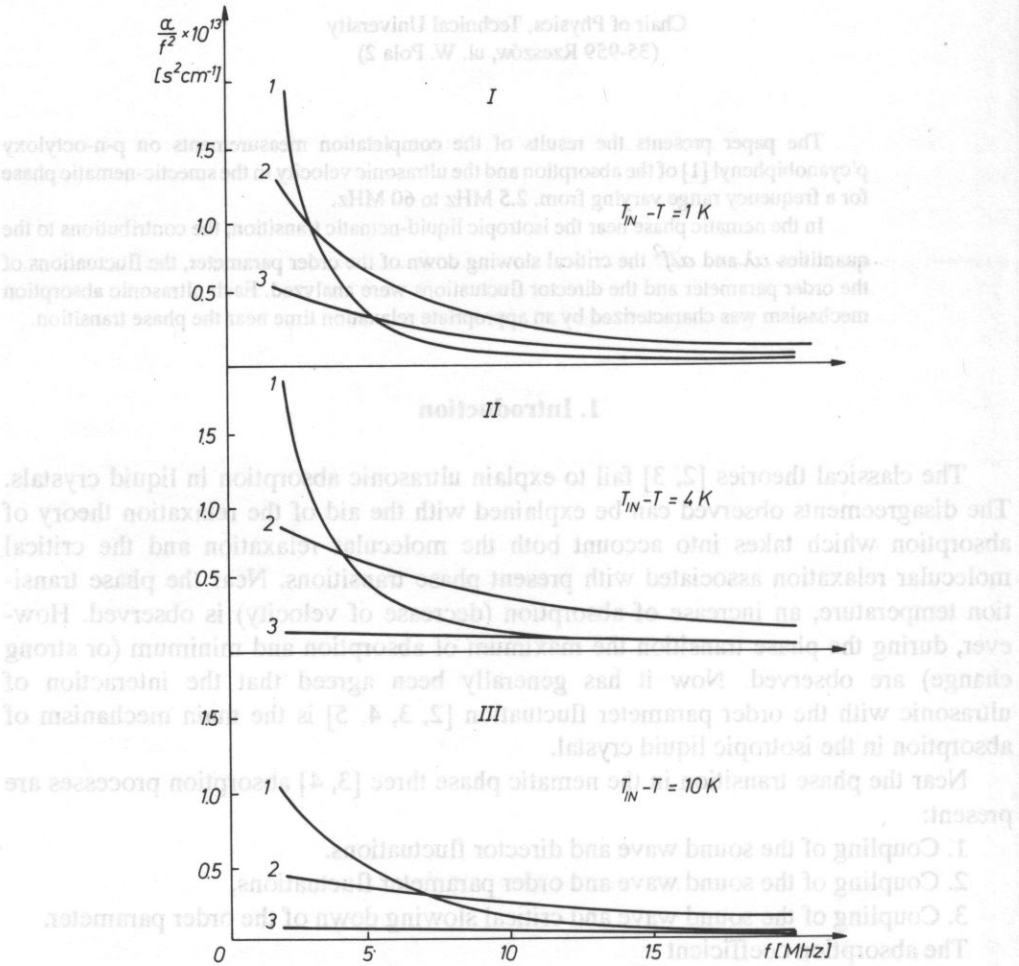 Chair of Physics, Technical University
(35-959 Rzeszów, ul. W. Pola 2)
α/f² × 10¹³
[s²cm⁻¹]
1
I
2
1,5
The paper presents the results of the completation measurements on p-n-octyloxy
p'cyanobiphenyl [1] of the absorption and the ultrasonic velocity in the smectic-nematic phase
for a frequency range varying from. 2.5 MHz to 60 MHz.
T_IN -T = 1 K
1,0
In the nematic phase near the isotropic liquid-nematic transition, the contributions to the
quantities αλ and α/f² the critical slowing down of the order parameter, the fluctuations of
3
0,5
the order parameter and the director fluctuations were analyzed. Each ultrasonic absorption
mechanism was characterized by an appropriate relaxation time near the phase transition.
1
II
1. Introduction
1,5
The classical theories [2, 3] fail to explain ultrasonic absorption in liquid crystals.
T_IN -T = 4 K
1,0
The disagreements observed can be explained with the aid of the relaxation theory of
2
absorption which takes into account both the molecular relaxation and the critical
0,5
molecular relaxation associated with present phase transitions. Near the phase transi-
tion temperature, an increase of absorption (decrease of velocity) is observed. How-
3
ever, during the phase transition the maximum of absorption and minimum (or strong
change) are observed. Now it has generally been agreed that the interaction of
1,5
III
ultrasonic with the order parameter fluctuation [2, 3, 4, 5] is the main mechanism of
absorption in the isotropic liquid crystal.
1
T_IN -T = 10 K
1,0
Near the phase transition in the nematic phase three [3, 4] absorption processes are
present:
1. Coupling of the sound wave and director fluctuations.
2
0,5
2. Coupling of the sound wave and order parameter fluctuations.
3
3. Coupling of the sound wave and critical slowing down of the order parameter.
The absorption coefficient
0
5
10
15
f [MHz]